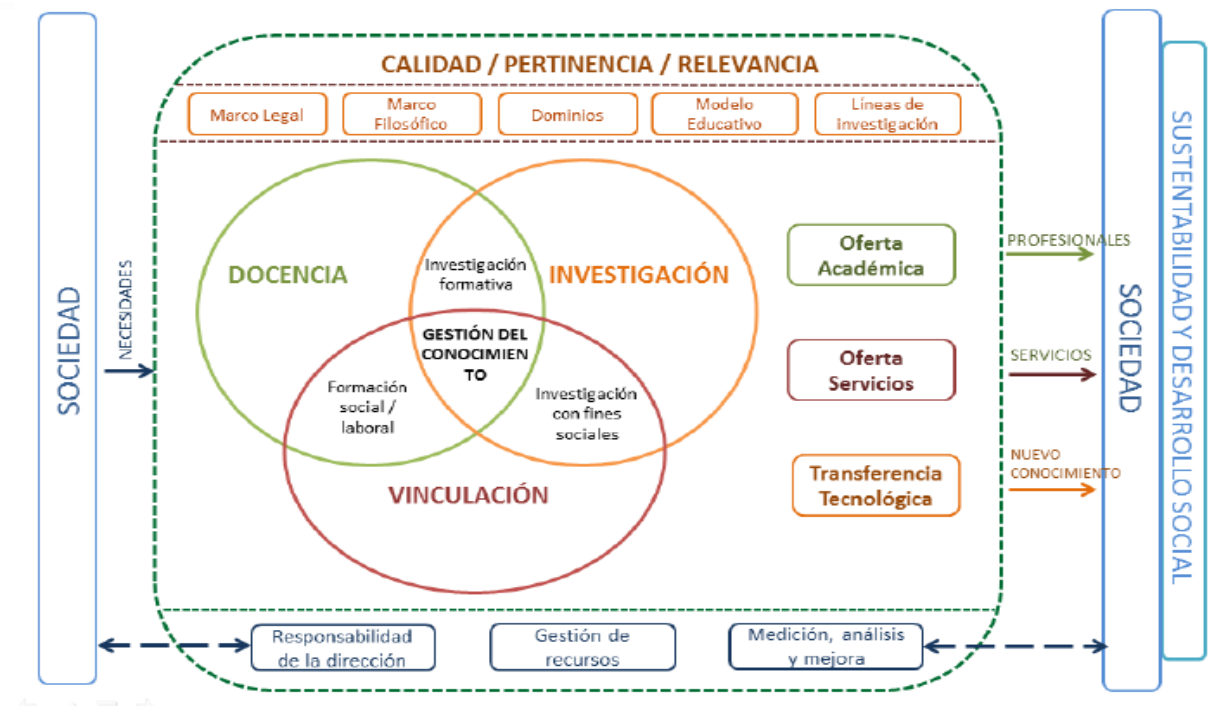 SOCIEDAD
NECESIDADES
CALIDAD / PERTINENCIA / RELEVANCIA
Marco Legal
Marco
Filosófico
Dominios
Modelo
Educativo
Líneas de
investigación
DOCENCIA
Investigación
formativa
INVESTIGACIÓN
GESTIÓN DEL
CONOCIMIEN
TO
Formación
social /
laboral
Investigación
con fines
sociales
VINCULACIÓN
Oferta
Académica
Oferta
Servicios
Transferencia
Tecnológica
PROFESIONALES
SERVICIOS
NUEVO
CONOCIMIENTO
Responsabilidad
de la dirección
Gestión de
recursos
Medición, análisis
y mejora
SOCIEDAD
SUSTENTABILIDAD Y DESARROLLO SOCIAL